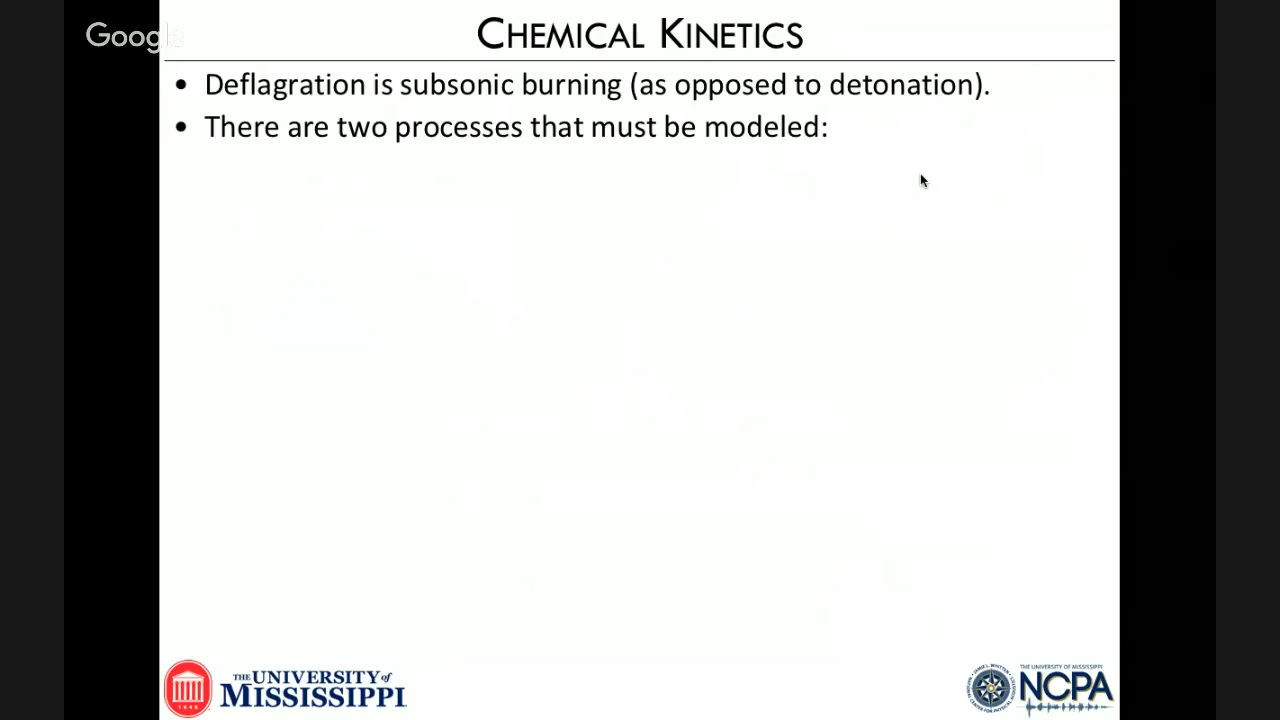 Google
CHEMICAL KINETICS
• Deflagration is subsonic burning (as opposed to detonation).
• There are two processes that must be modeled:
THE UNIVERSITY of
MISSISSIPPI
THE UNIVERSITY OF MISSISSIPPI
NCPA